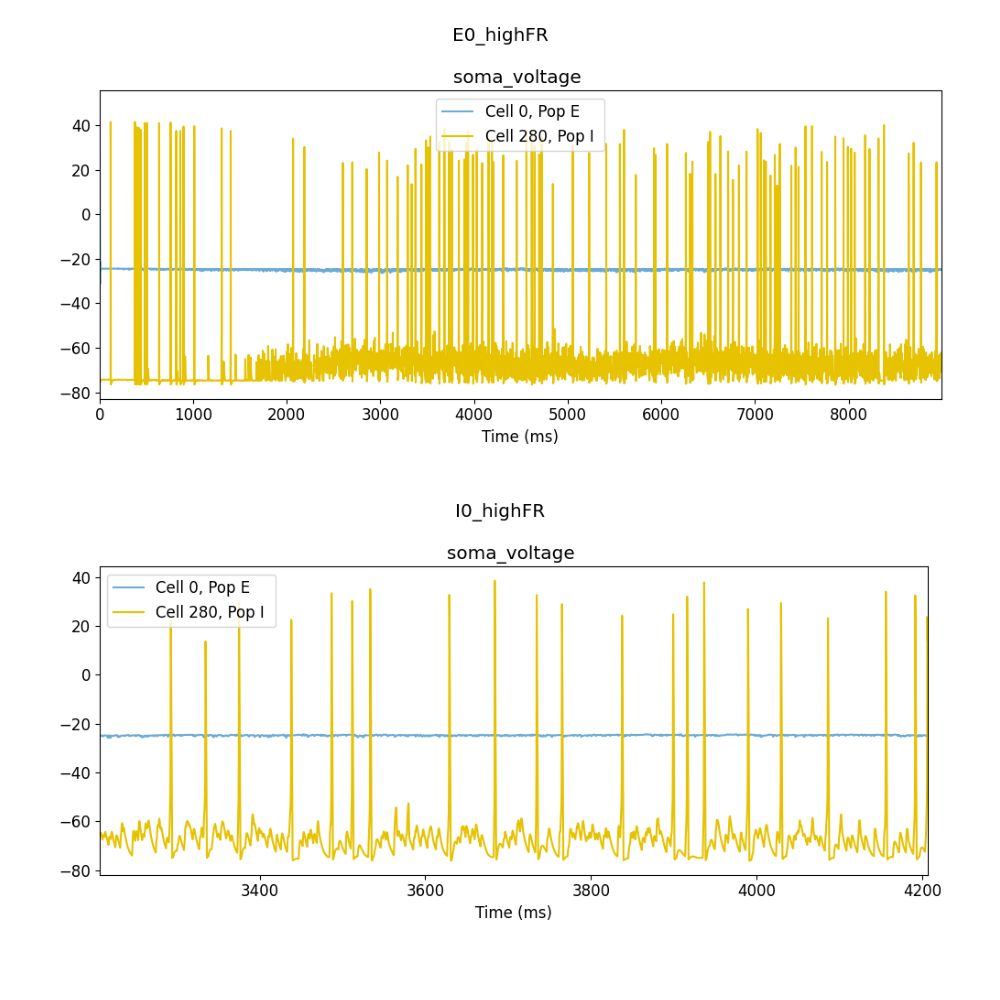 E0_highFR
soma_voltage
Cell 0, Pop E
Cell 280, Pop I
40
20
0
−20
−40
−60
−80
0 1000 2000 3000 4000 5000 6000 7000 8000
Time (ms)
I0_highFR
soma_voltage
Cell 0, Pop E
Cell 280, Pop I
40
20
0
−20
−40
−60
−80
3400 3600 3800 4000 4200
Time (ms)